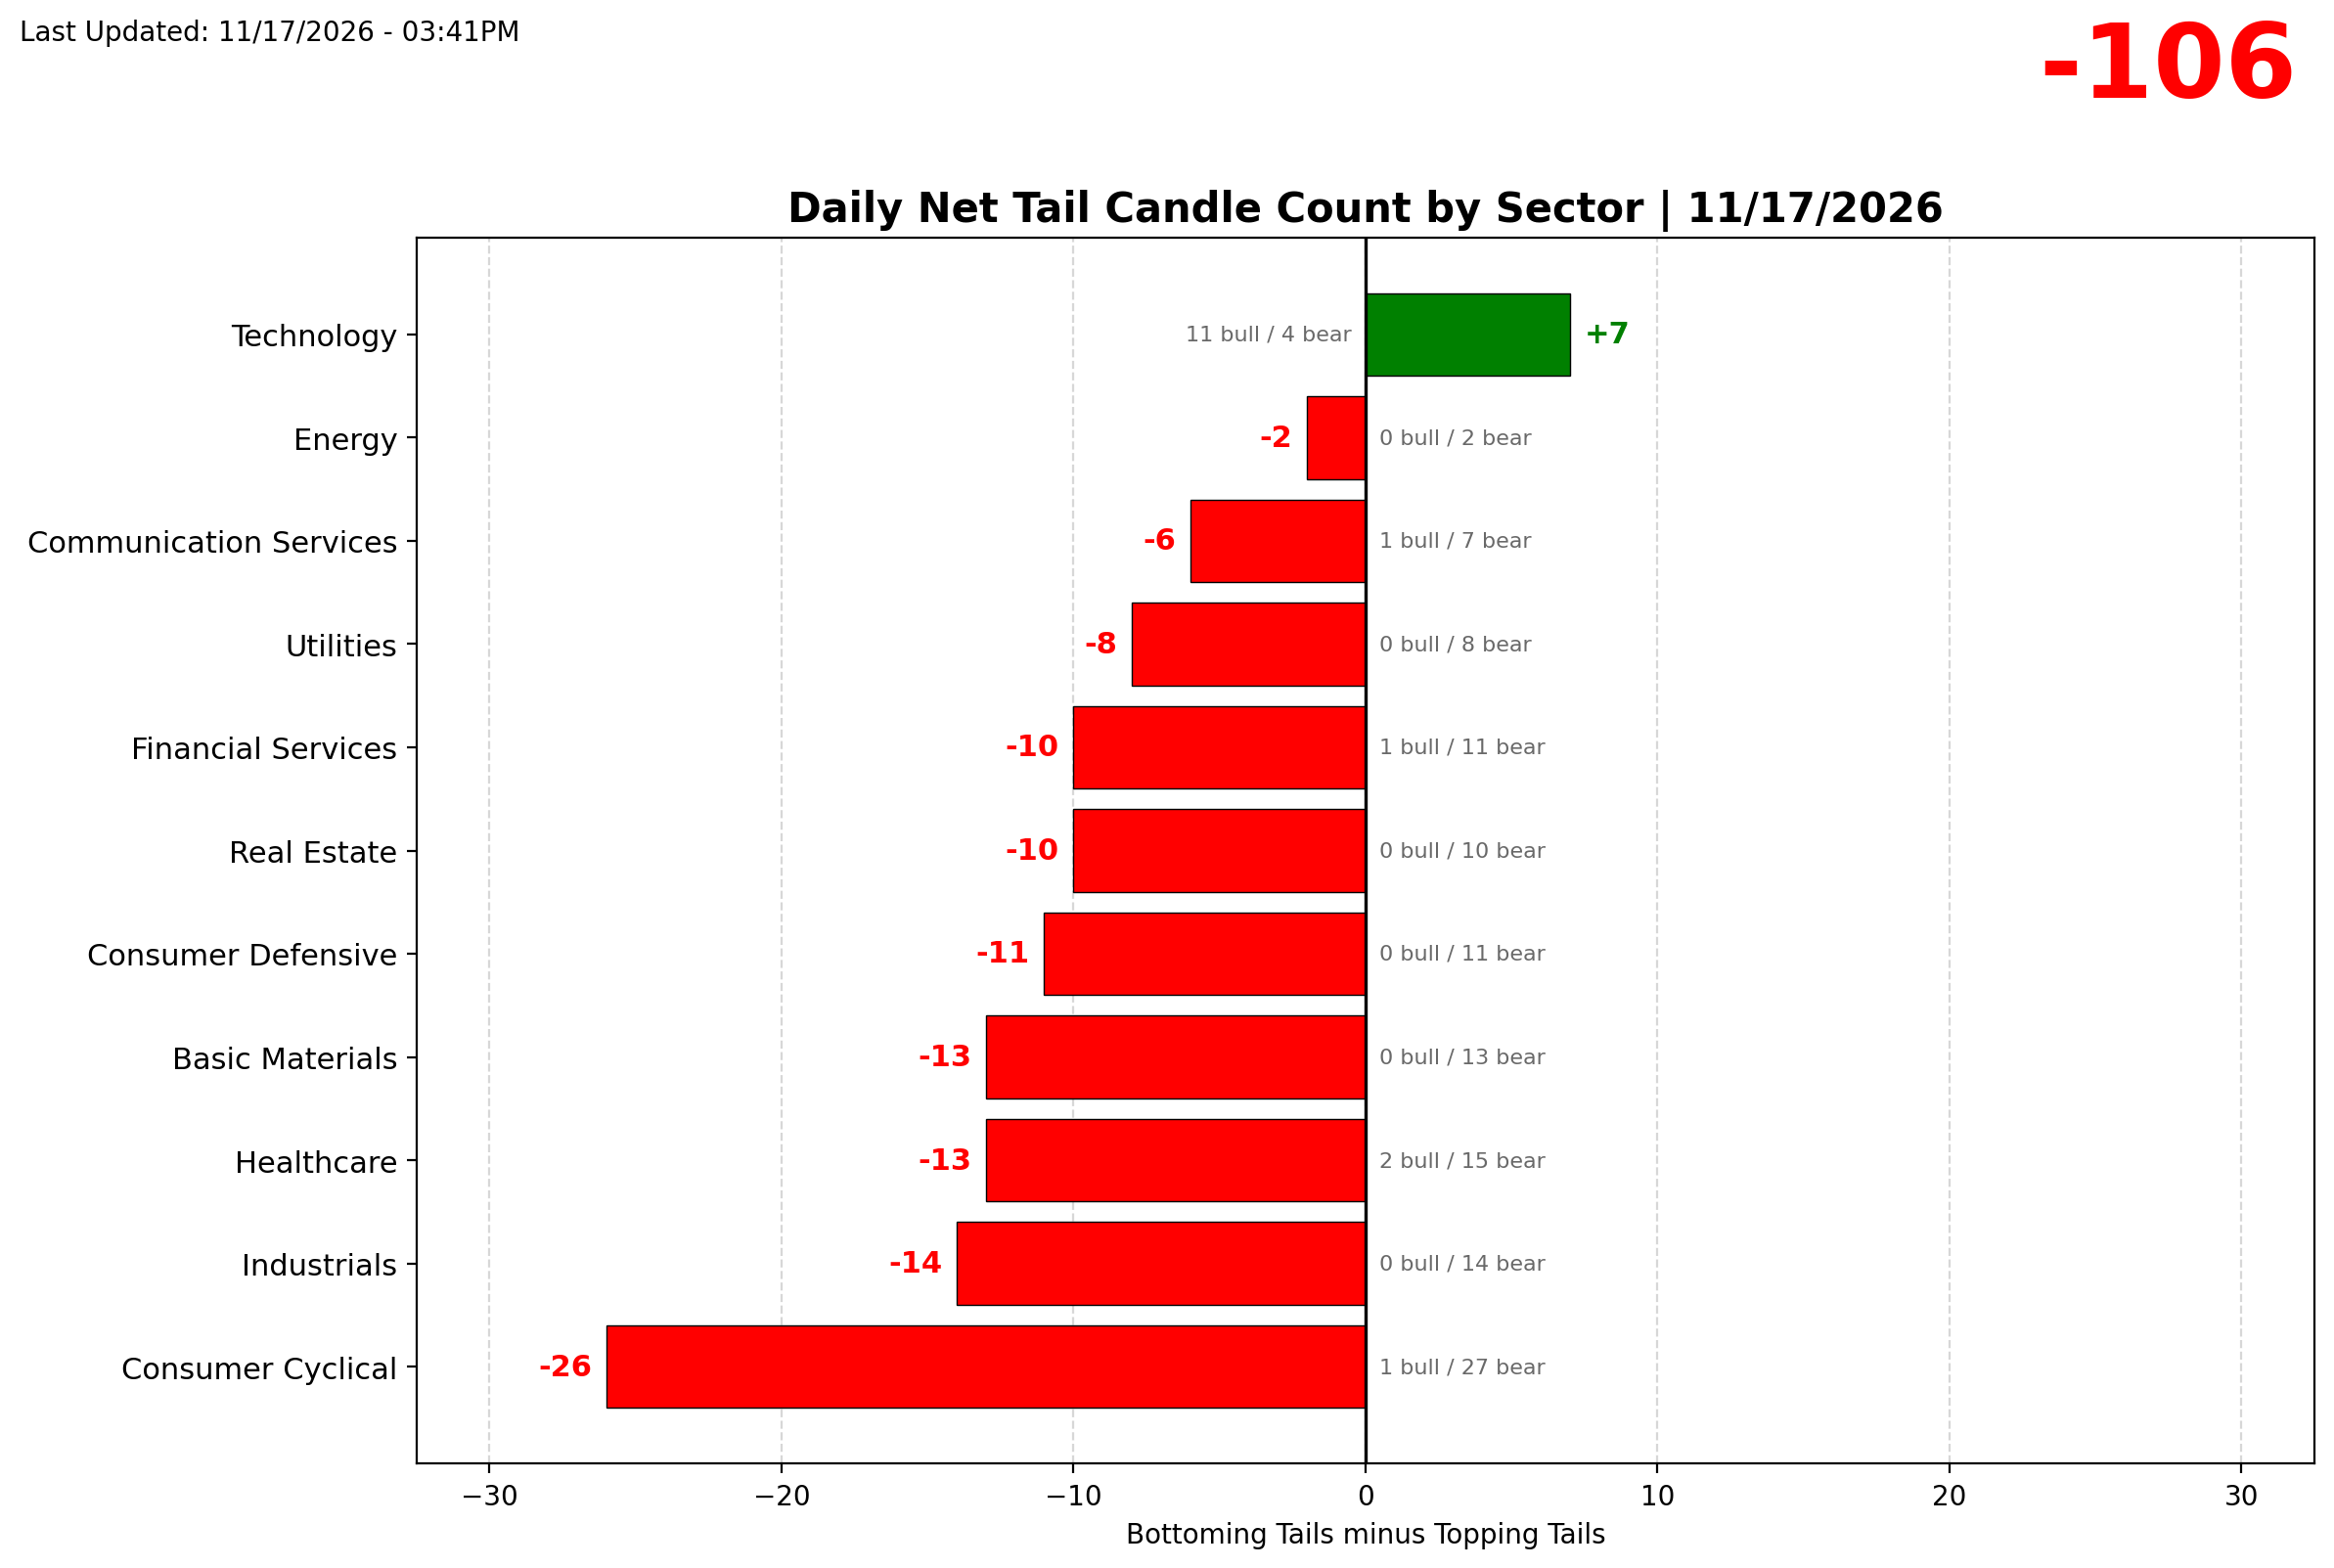 Last Updated: 11/17/2026 - 03:41PM
-106
Daily Net Tail Candle Count by Sector | 11/17/2026
Technology 11 bull / 4 bear +7
Energy -2 0 bull / 2 bear
Communication Services -6 1 bull / 7 bear
Utilities -8 0 bull / 8 bear
Financial Services -10 1 bull / 11 bear
Real Estate -10 0 bull / 10 bear
Consumer Defensive -11 0 bull / 11 bear
Basic Materials -13 0 bull / 13 bear
Healthcare -13 2 bull / 15 bear
Industrials -14 0 bull / 14 bear
Consumer Cyclical -26 1 bull / 27 bear
−30 −20 −10 0 10 20 30
Bottoming Tails minus Topping Tails